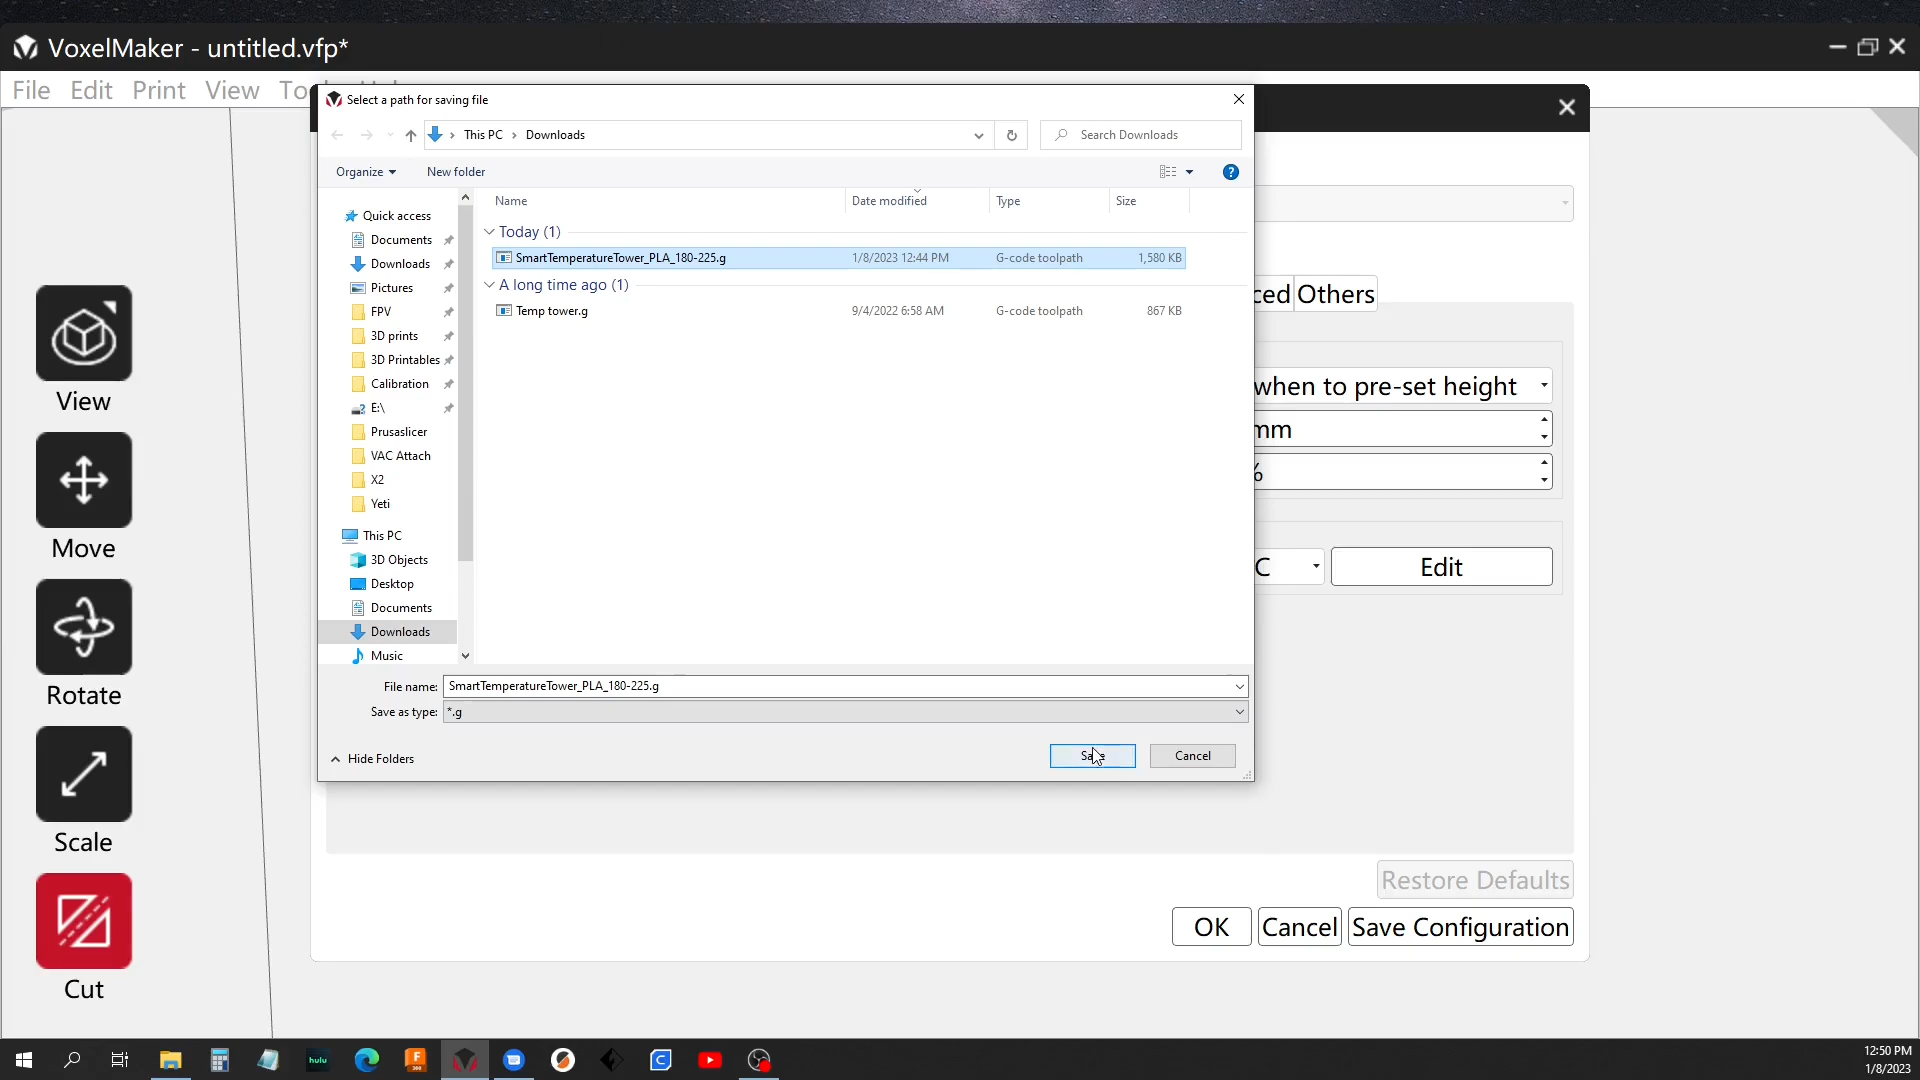 VoxelMaker - untitled.vfp*
File Edit Print View
Select a path for saving file
This PC > Downloads
Search Downloads
Organize New folder
Name Date modified Type Size
Quick access
Documents
Downloads
Pictures
FPV
3D prints
3D Printables
Calibration
E:\
Prusaslicer
VAC Attach
X2
Yeti
This PC
3D Objects
Desktop
Documents
Downloads
Music
Today (1)
SmartTemperatureTower_PLA_180-225.g 1/8/2023 12:44 PM G-code toolpath 1,580 KB
A long time ago (1)
Temp tower.g 9/4/2022 6:58 AM G-code toolpath 867 KB
File name: SmartTemperatureTower_PLA_180-225.g
Save as type: *.g
Hide Folders
Save Cancel
Others
when to pre-set height
mm
%
C Edit
Restore Defaults
OK Cancel Save Configuration
View
Move
Rotate
Scale
Cut
hulu
12:50 PM
1/8/2023